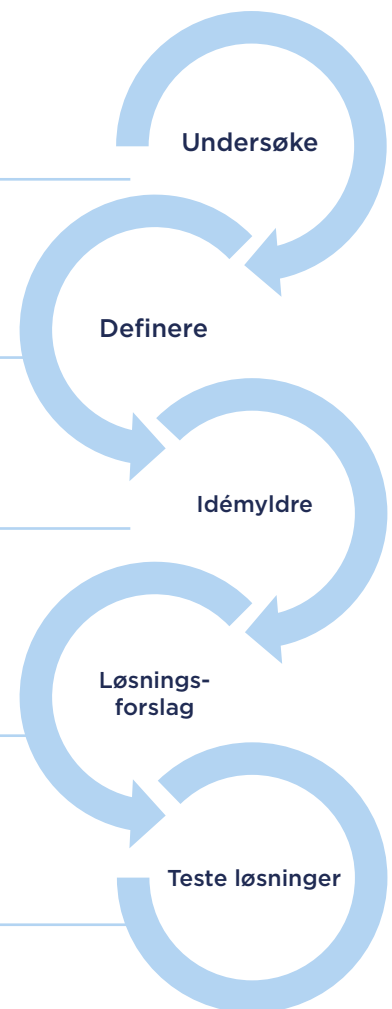 Undersøke
Definere
Idémyldre
Løsnings-
forslag
Teste løsninger